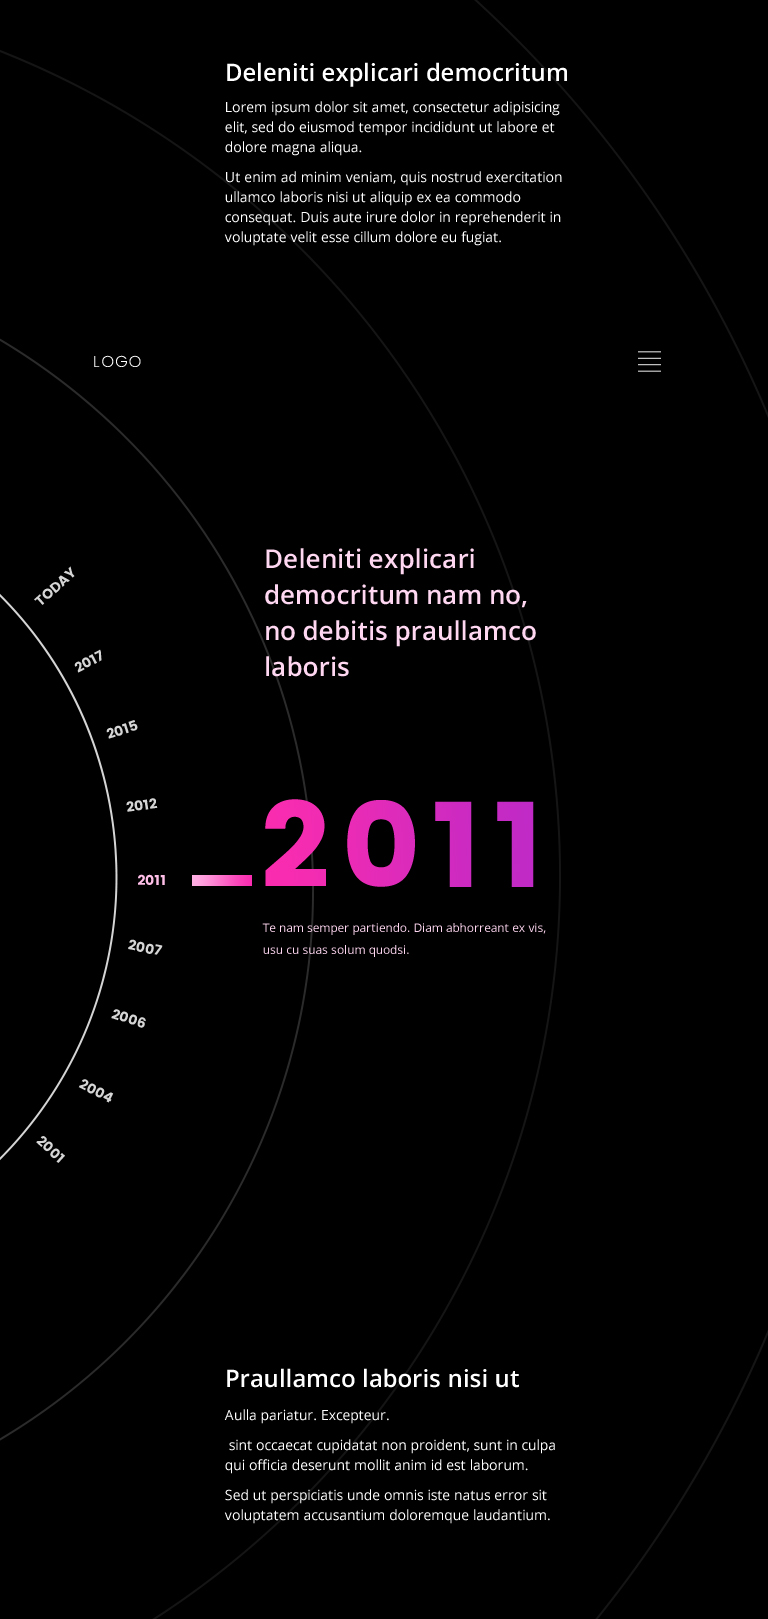 Deleniti explicari democritum
Lorem ipsum dolor sit amet, consectetur adipisicing
elit, sed do eiusmod tempor incididunt ut labore et
dolore magna aliqua.
Ut enim ad minim veniam, quis nostrud exercitation
ullamco laboris nisi ut aliquip ex ea commodo
consequat. Duis aute irure dolor in reprehenderit in
voluptate velit esse cillum dolore eu fugiat.
LOGO
Deleniti explicari
democritum nam no,
no debitis praullamco
laboris
TODAY
2017
2015
2012
2011
2007
2006
2004
2001
2011
Te nam semper partiendo. Diam abhorreant ex vis,
usu cu suas solum quodsi.
Praullamco laboris nisi ut
Aulla pariatur. Excepteur.
sint occaecat cupidatat non proident, sunt in culpa
qui officia deserunt mollit anim id est laborum.
Sed ut perspiciatis unde omnis iste natus error sit
voluptatem accusantium doloremque laudantium.